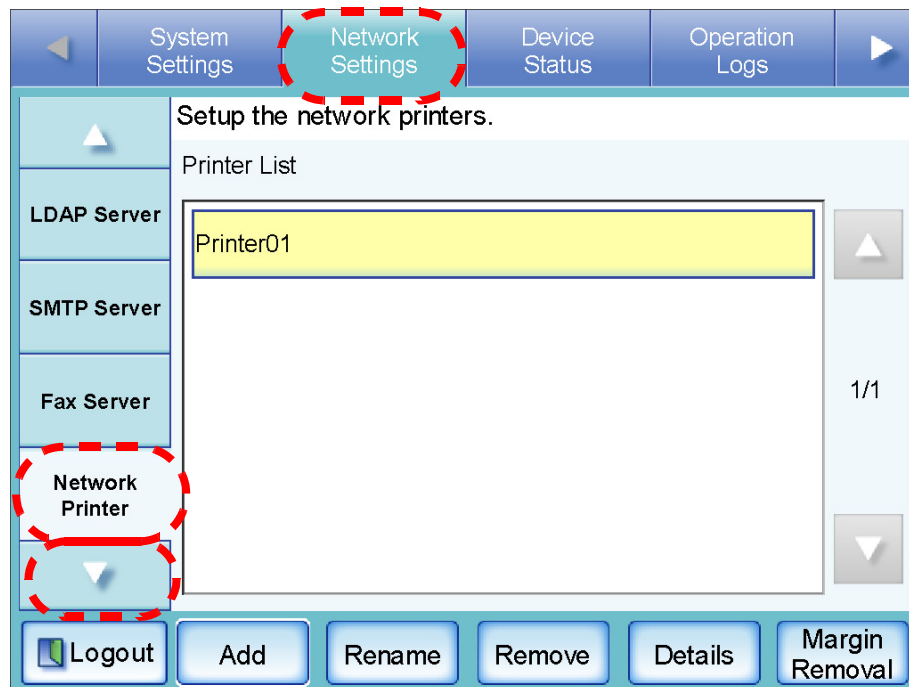 System Settings
Network Settings
Device Status
Operation Logs
Setup the network printers.
Printer List
LDAP Server
SMTP Server
Fax Server
Network Printer
Printer01
1/1
Logout
Add
Rename
Remove
Details
Margin Removal